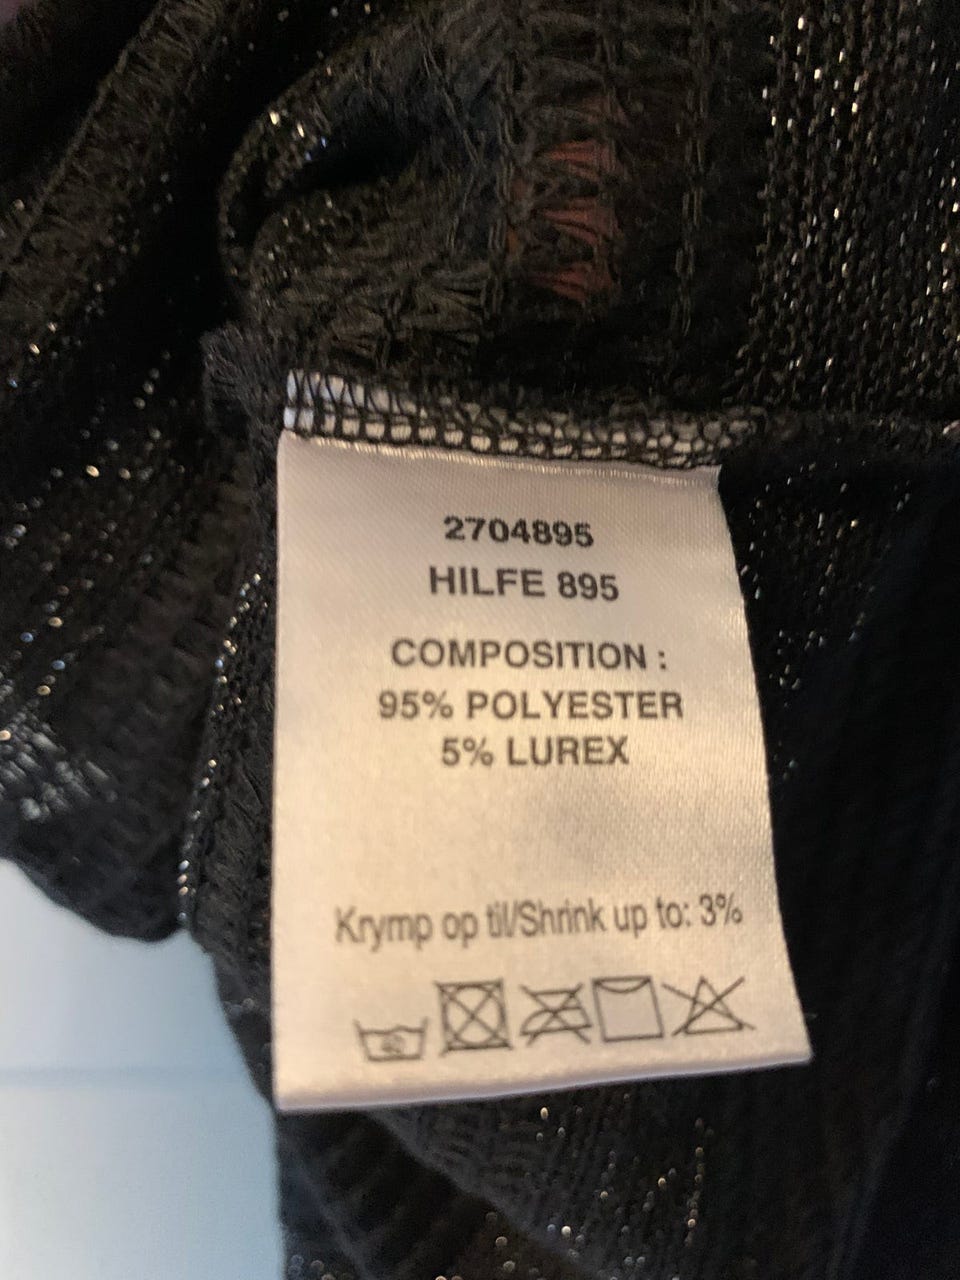 2704895
HILFE 895
COMPOSITION :
95% POLYESTER
5% LUREX
Krymp op til/Shrink up to: 3%